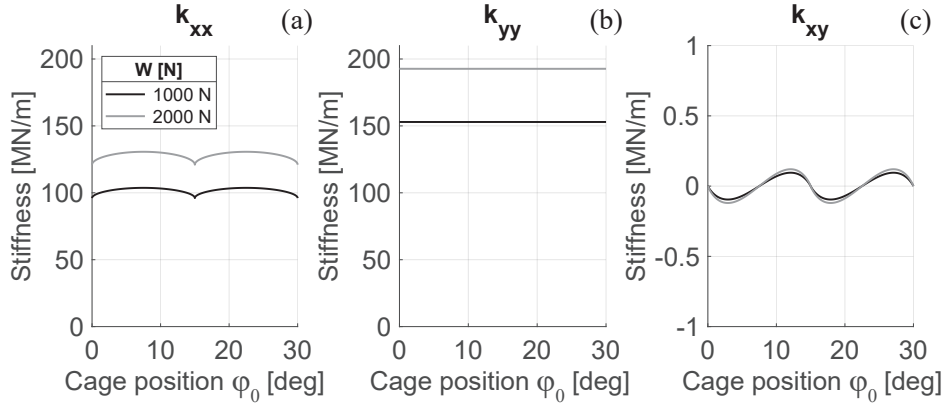 k_xx (a)
Stiffness [MN/m]
200
150
100
50
0
W [N]
1000 N
2000 N
0 10 20 30
Cage position φ_0 [deg]
k_yy (b)
Stiffness [MN/m]
200
150
100
50
0
0 10 20 30
Cage position φ_0 [deg]
k_xy (c)
Stiffness [MN/m]
1
0.5
0
-0.5
-1
0 10 20 30
Cage position φ_0 [deg]